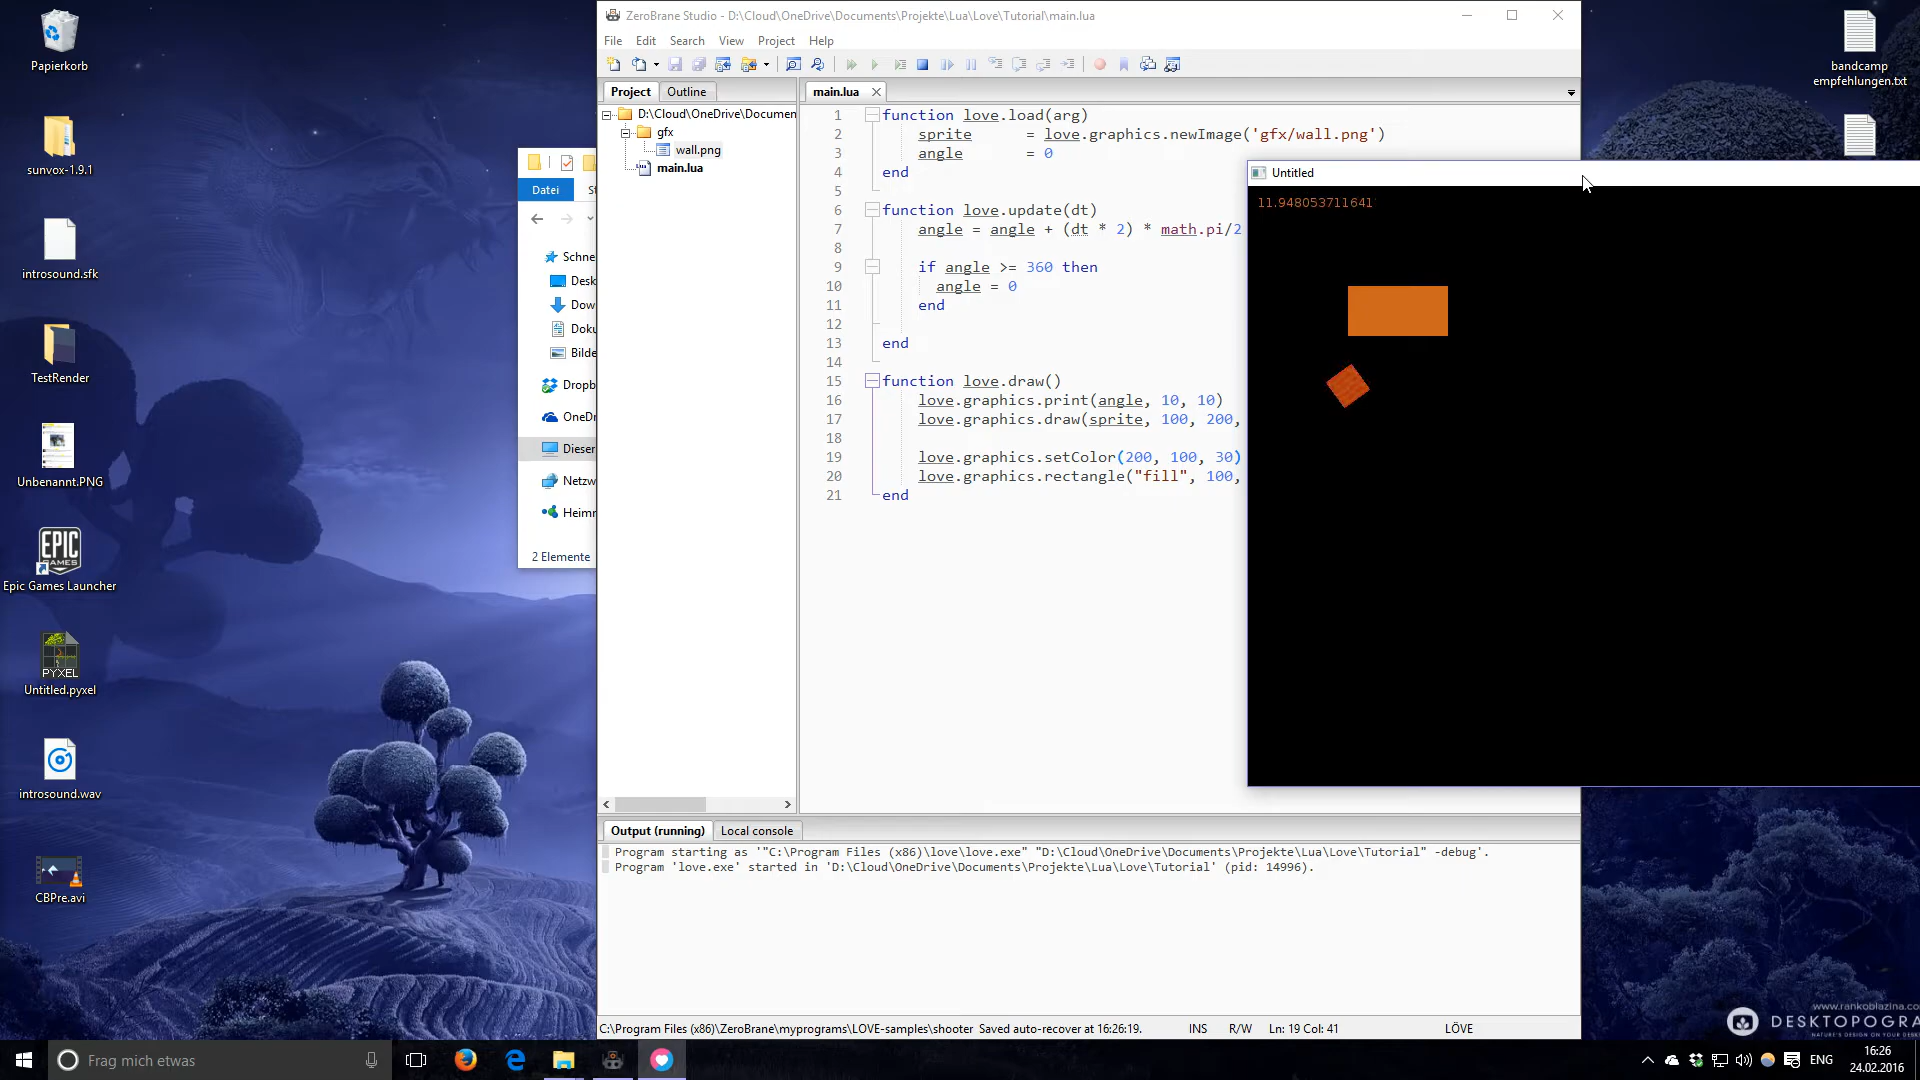 Papierkorb
sunvox-1.9.1
introsound.sfk
TestRender
Unbenannt.PNG
EPIC
GAMES
Epic Games Launcher
PYXEL
Untitled.pyxel
introsound.wav
CBPre.avi
Datei
Schne
Desk
Dow
Doku
Bilde
Dropb
OneDr
Dieser
Netzw
Heimr
2 Elemente
ZeroBrane Studio - D:\Cloud\OneDrive\Documents\Projekte\Lua\Love\Tutorial\main.lua
File Edit Search View Project Help
Project Outline
D:\Cloud\OneDrive\Documen
gfx
wall.png
main.lua
main.lua
1 function love.load(arg)
2 sprite = love.graphics.newImage('gfx/wall.png')
3 angle = 0
4 end
5
6 function love.update(dt)
7 angle = angle + (dt * 2) * math.pi/2
8
9 if angle >= 360 then
10 angle = 0
11 end
12
13 end
14
15 function love.draw()
16 love.graphics.print(angle, 10, 10)
17 love.graphics.draw(sprite, 100, 200,
18
19 love.graphics.setColor(200, 100, 30)
20 love.graphics.rectangle("fill", 100,
21 end
Untitled
11.948053711641
Output (running) Local console
Program starting as '"C:\Program Files (x86)\love\love.exe" "D:\Cloud\OneDrive\Documents\Projekte\Lua\Love\Tutorial" -debug'.
Program 'love.exe' started in 'D:\Cloud\OneDrive\Documents\Projekte\Lua\Love\Tutorial' (pid: 14996).
C:\Program Files (x86)\ZeroBrane\myprograms\LOVE-samples\shooter Saved auto-recover at 16:26:19. INS R/W Ln: 19 Col: 41 LÖVE
bandcamp
empfehlungen.txt
www.rankoblazina.com
DESKTOPOGRA
Frag mich etwas
ENG
16:26
24.02.2016